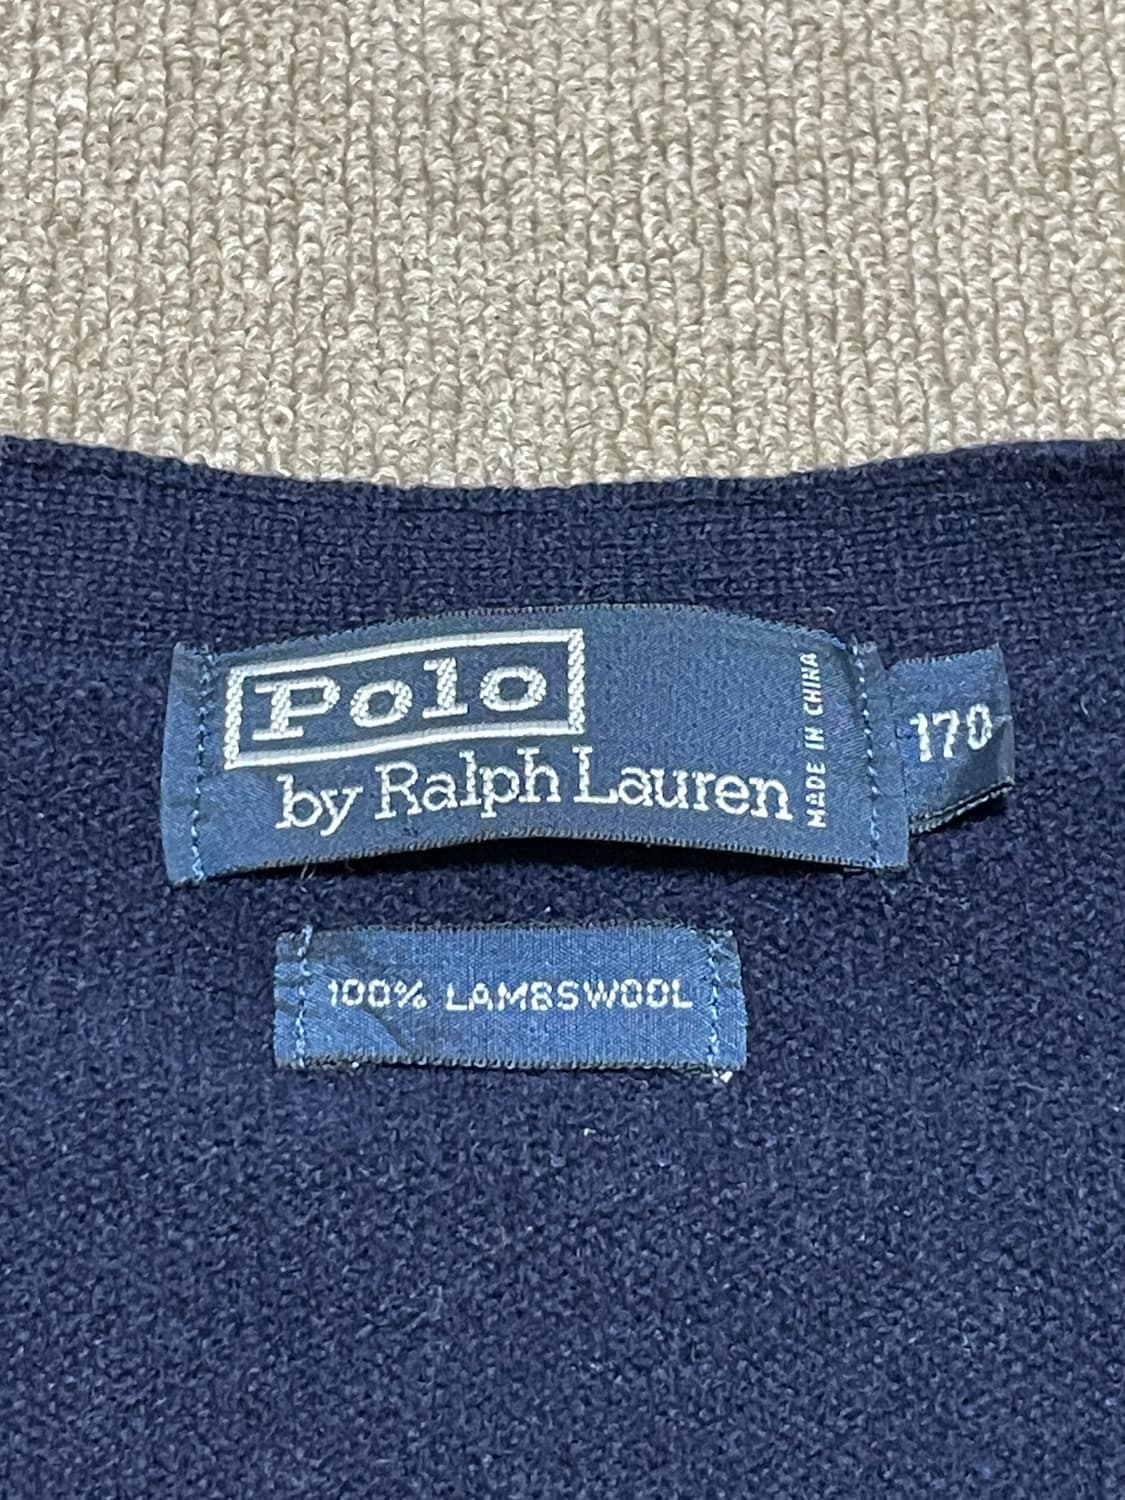 Polo
by Ralph Lauren
MADE IN CHINA
170
100% LAMBSWOOL